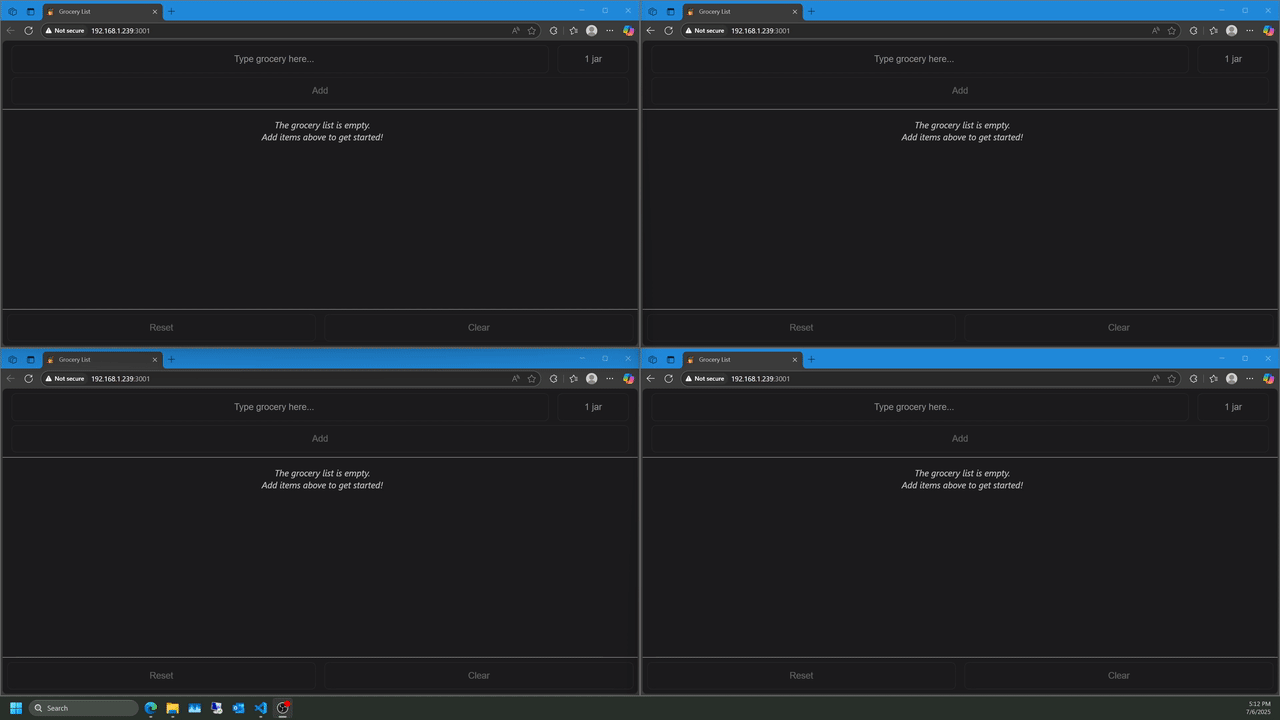 Grocery List
Not secure 192.168.1.239:3001
Type grocery here...
1 jar
Add
The grocery list is empty.
Add items above to get started!
Reset
Clear
Grocery List
Not secure 192.168.1.239:3001
Type grocery here...
1 jar
Add
The grocery list is empty.
Add items above to get started!
Reset
Clear
Grocery List
Not secure 192.168.1.239:3001
Type grocery here...
1 jar
Add
The grocery list is empty.
Add items above to get started!
Reset
Clear
Grocery List
Not secure 192.168.1.239:3001
Type grocery here...
1 jar
Add
The grocery list is empty.
Add items above to get started!
Reset
Clear
Search
5:12 PM
7/6/2025